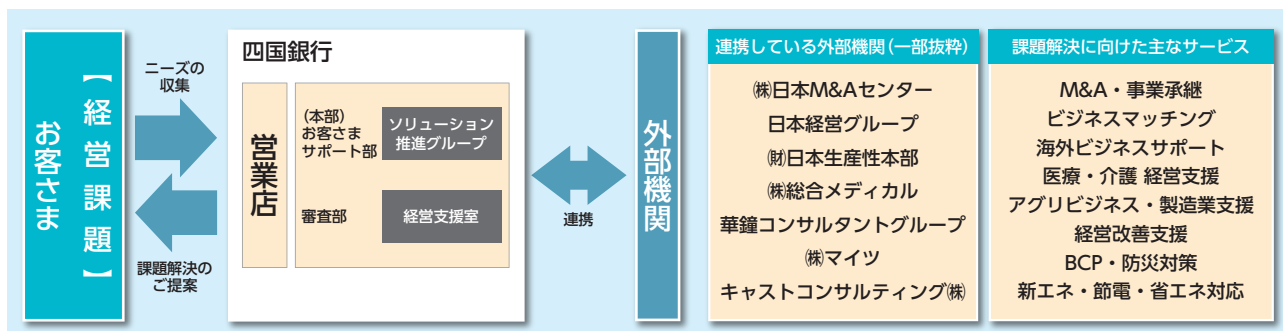 お客さま
【経営課題】
ニーズの
収集
課題解決の
ご提案
四国銀行
営業店
(本部)
お客さま
サポート部
ソリューション
推進グループ
審査部
経営支援室
連携
外部機関
連携している外部機関(一部抜粋)
㈱日本M&Aセンター
日本経営グループ
㈶日本生産性本部
㈱総合メディカル
華鐘コンサルタントグループ
㈱マイツ
キャストコンサルティング㈱
課題解決に向けた主なサービス
M&A・事業承継
ビジネスマッチング
海外ビジネスサポート
医療・介護 経営支援
アグリビジネス・製造業支援
経営改善支援
BCP・防災対策
新エネ・節電・省エネ対応